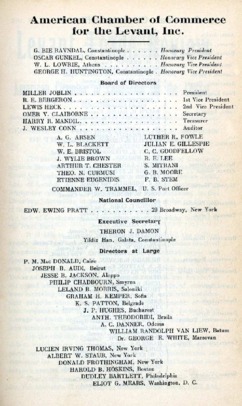 American Chamber of Commerce
for the Levant, Inc.
G. BIE RAVNDAL, Constantinople . . . . . . Honorary President
OSCAR GUNKEL, Constantinople . . . . . . Honorary Vice President
W. L. LOWRIE, Athens . . . . . . Honorary Vice President
GEORGE H. HUNTINGTON, Constantinople . Honorary Vice President
Board of Directors
MILLER JOBLIN . . . . . . President
E. E. BERGERON . . . . . . 1st Vice President
LEWIS HECK . . . . . . 2nd Vice President
OMER V. CLAIBORNE . . . . . . Secretary
HARRY B. MANDEL . . . . . . Treasurer
J. WESLEY CONN . . . . . . Auditor
A. G. ARSEN LUTHER R. FOWLE
W. L. BLACKETT JULIAN E. GILLESPIE
W. E. BRISTOL C. C. GOODFELLOW
J. WYLIE BROWN R. F. LEE
ARTHUR T. CHESTER S. MITRANI
THEO. N. CURMUSI G. B. MOORE
ETIENNE EUGENIDIS F. B. STEM
COMMANDER W. TRAMMEL, U. S. Port Officer
National Councillor
EDW. EWING PRATT . . . . . . 29 Broadway, New York
Executive Secretary
THERON J. DAMON
Yildiz Han, Galata, Constantinople
Directors at Large
P. M. Mac DONALD, Cairo
JOSEPH H. AUDI, Beirut
JESSE B. JACKSON, Aleppo
PHILIP CHADBOURN, Smyrna
LELAND B. MORRIS, Saloniki
GRAHAM H. KEMPER, Sofia
K. S. PATTON, Belgrade
J. P. HUGHES, Bucharest
ANTH. THEODORIDI, Braila
A. C. DANNER, Odessa
WILLIAM RANDOLPH VAN LIEW, Batum
Dr. GEORGE E. WHITE, Marsovan
LUCIEN IRVING THOMAS, New York
ALBERT W. STAUB, New York
DONALD FROTHINGHAM, New York
HAROLD B. HOSKINS, Boston
DUDLEY BARTLETT, Philadelphia
ELIOT G. MEARS, Washington, D. C.